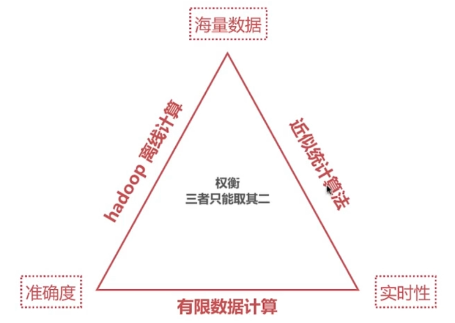 海量数据
hadoop 离线计算
近似统计算法
权衡
三者只能取其二
准确度
实时性
有限数据计算